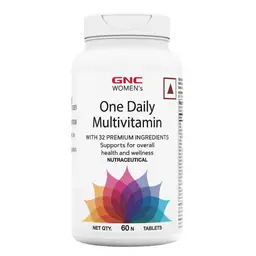 GNC
WOMEN's
One Daily
Multivitamin
WITH 32 PREMIUM INGREDIENTS
Supports for overall
health and wellness
NUTRACEUTICAL
NET QTY. 60 N TABLETS